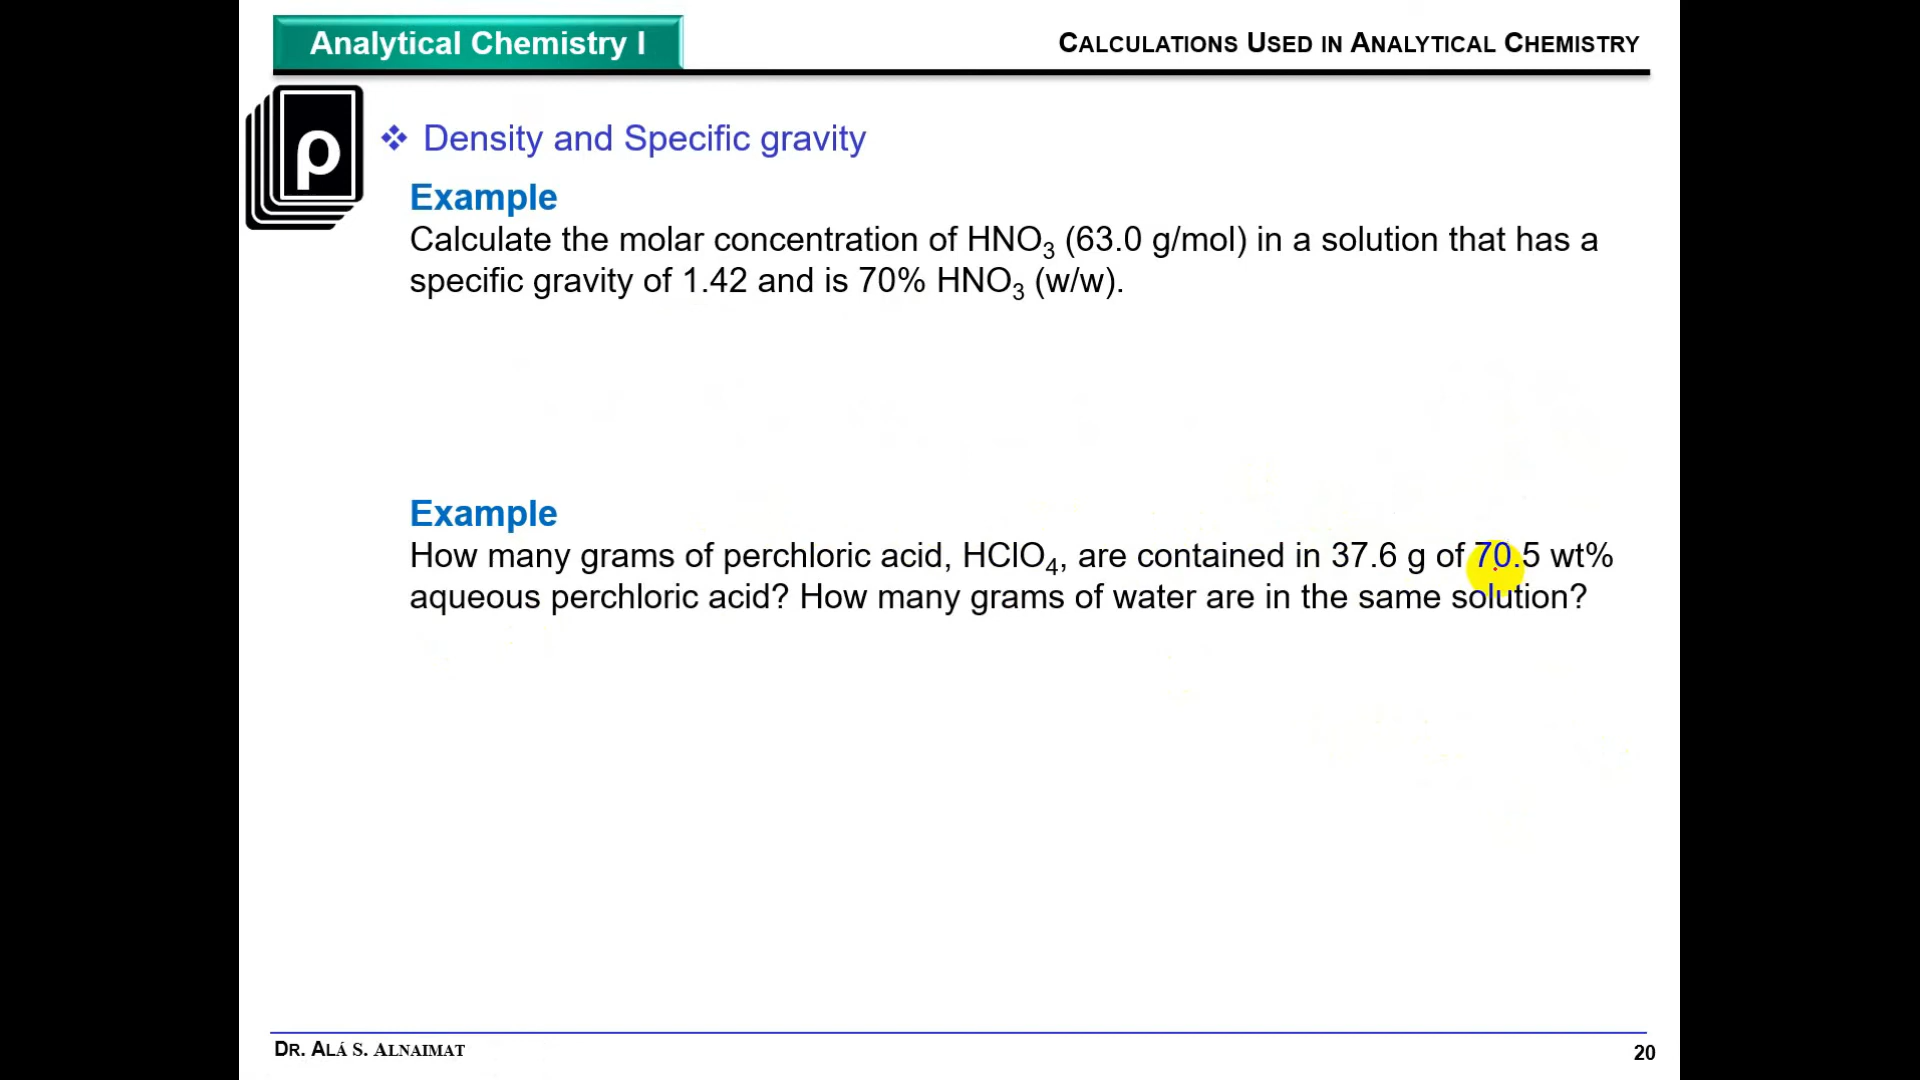 Analytical Chemistry I
CALCULATIONS USED IN ANALYTICAL CHEMISTRY
ρ
❖ Density and Specific gravity
Example
Calculate the molar concentration of HNO₃ (63.0 g/mol) in a solution that has a
specific gravity of 1.42 and is 70% HNO₃ (w/w).
Example
How many grams of perchloric acid, HClO₄, are contained in 37.6 g of 70.5 wt%
aqueous perchloric acid? How many grams of water are in the same solution?
DR. ALÁ S. ALNAIMAT
20